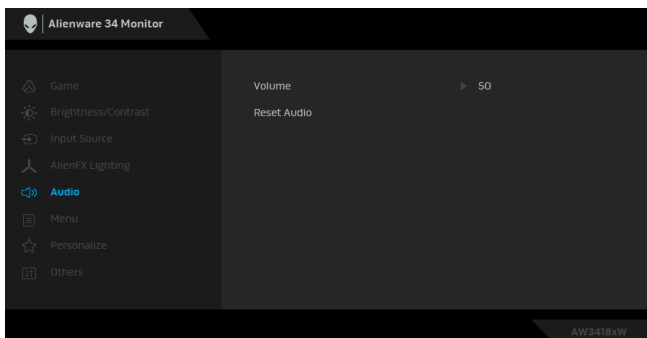 Alienware 34 Monitor
Game
Volume 50
Brightness/Contrast
Reset Audio
Input Source
AlienFX Lighting
Audio
Menu
Personalize
Others
AW3418xW